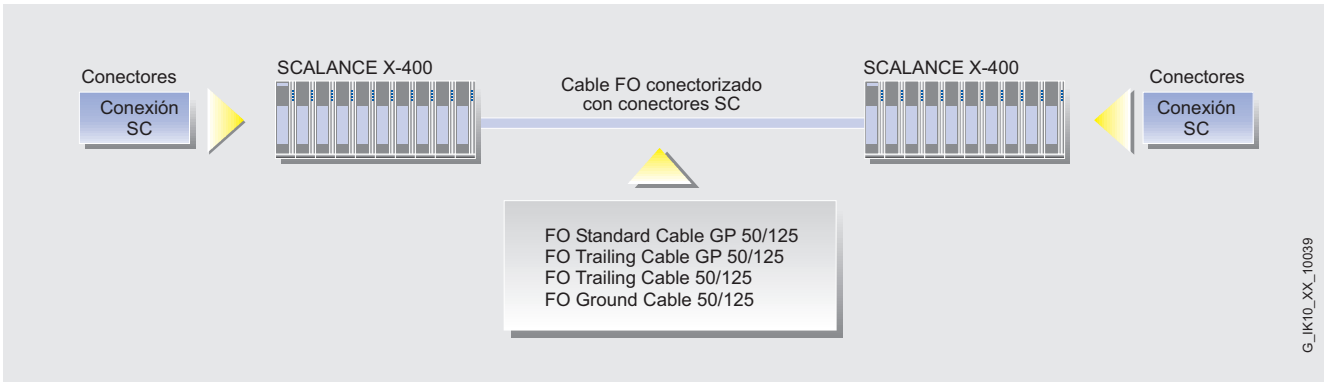 Conectores
Conexión
SC
SCALANCE X-400
Cable FO conectorizado
con conectores SC
SCALANCE X-400
Conectores
Conexión
SC
FO Standard Cable GP 50/125
FO Trailing Cable GP 50/125
FO Trailing Cable 50/125
FO Ground Cable 50/125
G_IK10_XX_10039